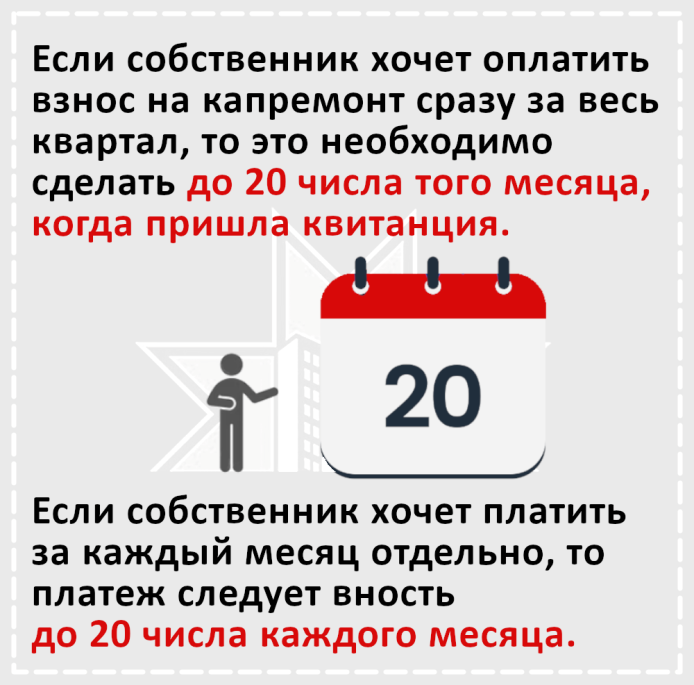 Если собственник хочет оплатить
взнос на капремонт сразу за весь
квартал, то это необходимо
сделать до 20 числа того месяца,
когда пришла квитанция.
20
Если собственник хочет платить
за каждый месяц отдельно, то
платеж следует вность
до 20 числа каждого месяца.